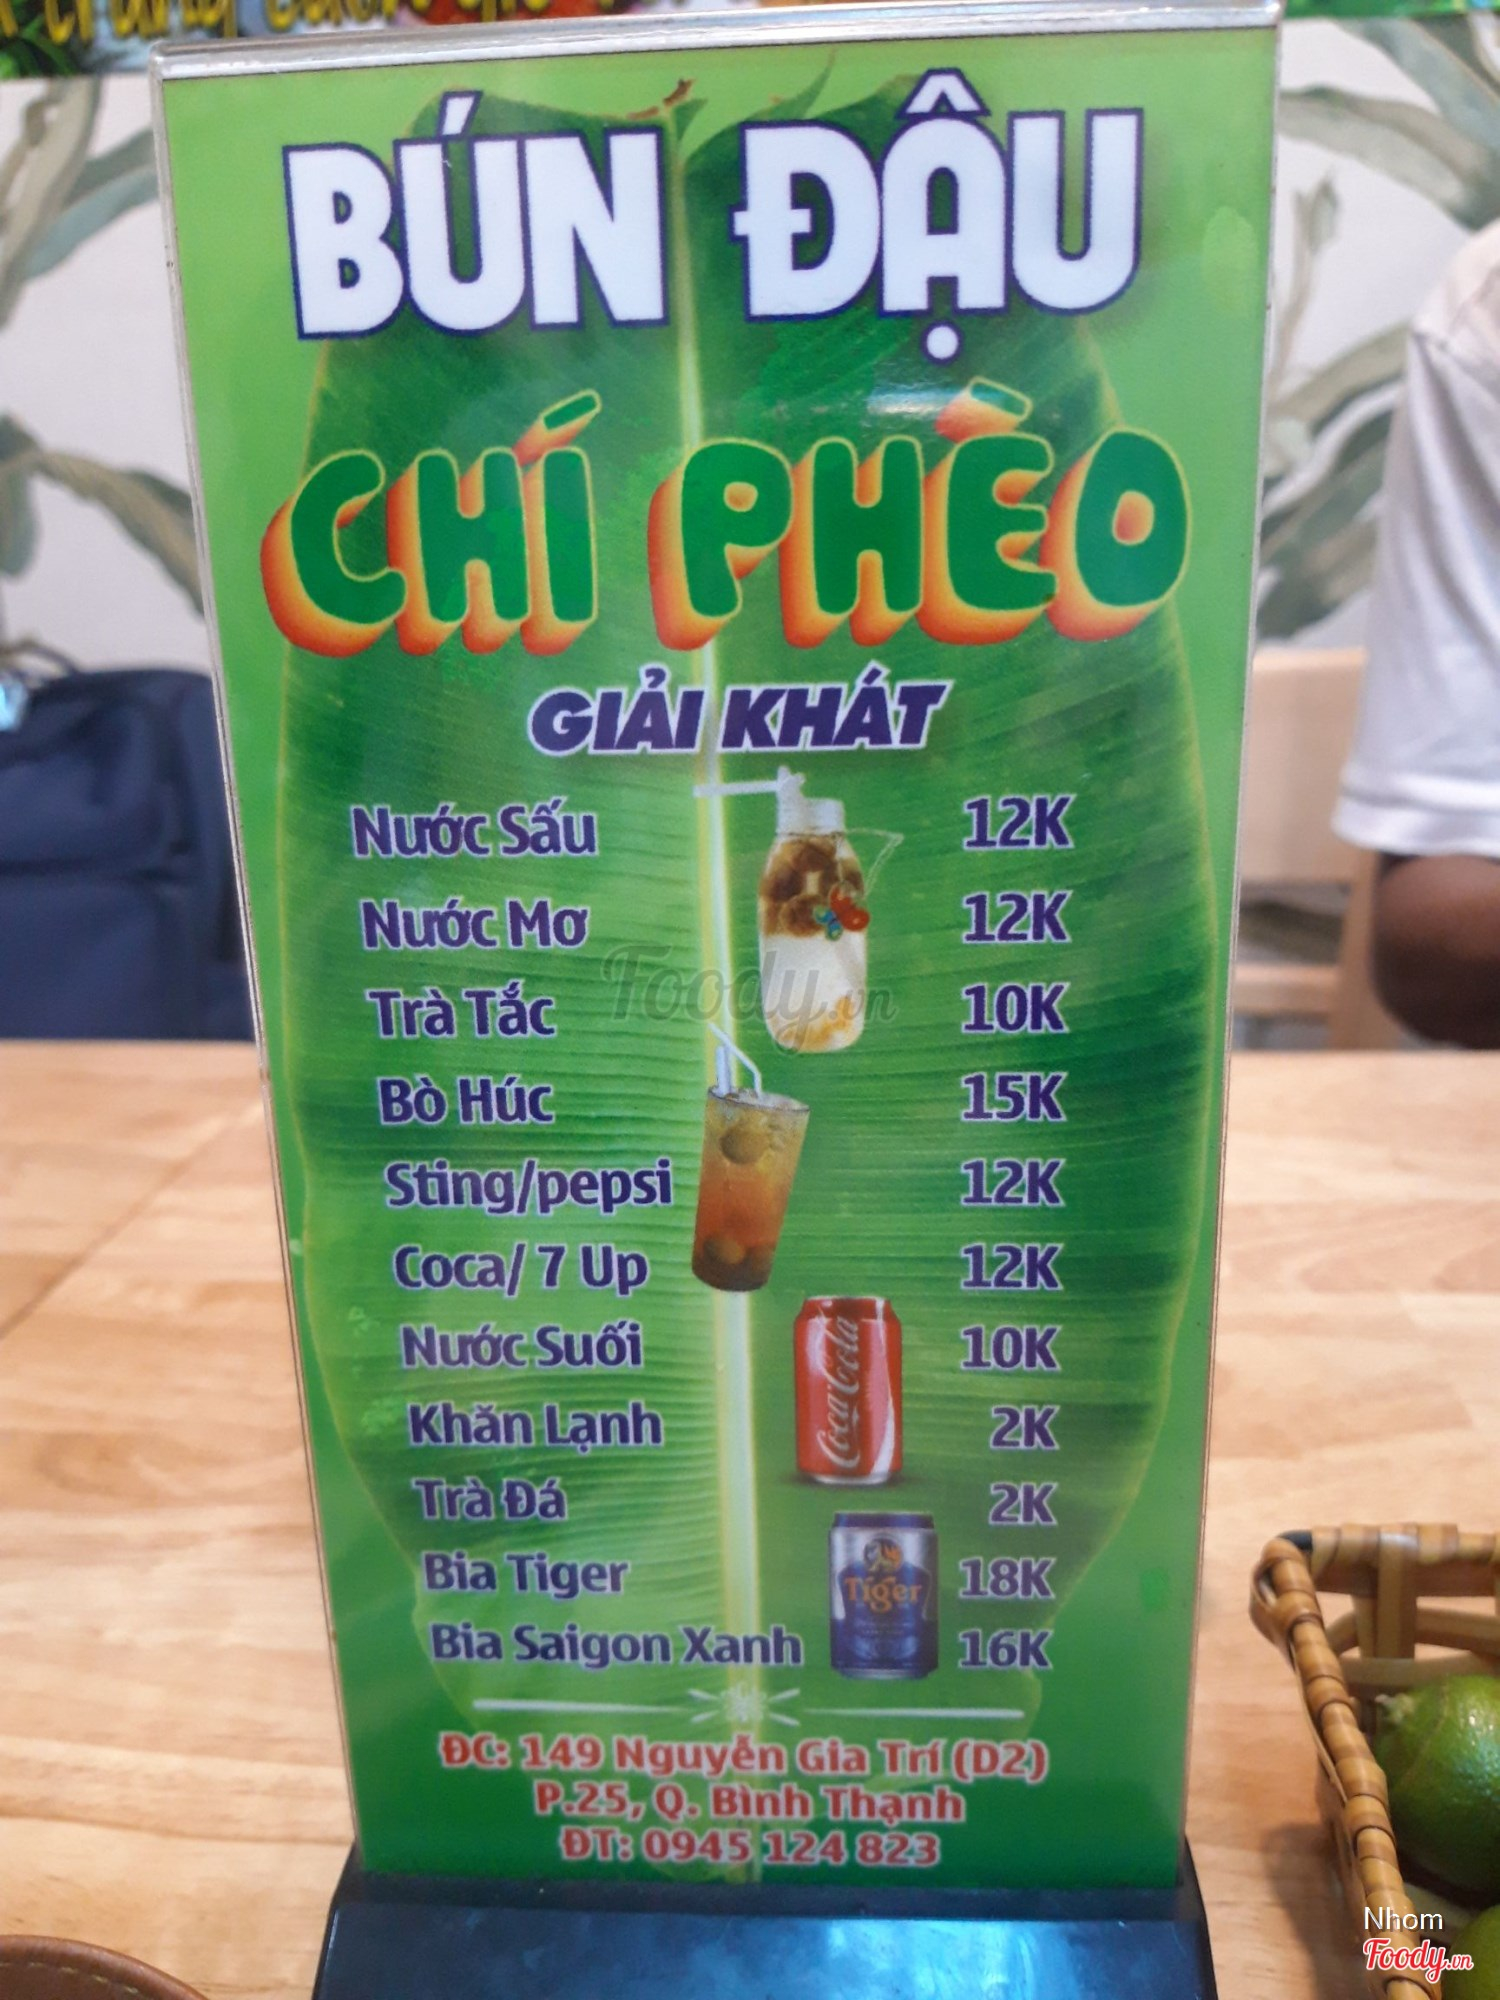 BÚN ĐẬU
CHÍ PHÈO
GIẢI KHÁT
Nước Sấu 12K
Nước Mơ 12K
Trà Tắc 10K
Bò Húc 15K
Sting/pepsi 12K
Coca/ 7 Up 12K
Nước Suối 10K
Khăn Lạnh 2K
Trà Đá 2K
Bia Tiger 18K
Bia Saigon Xanh 16K
Coca-Cola
Tiger
ĐC: 149 Nguyễn Gia Trí (D2)
P.25, Q. Bình Thạnh
ĐT: 0945 124 823
Foody.vn
Nhom
Foody.vn